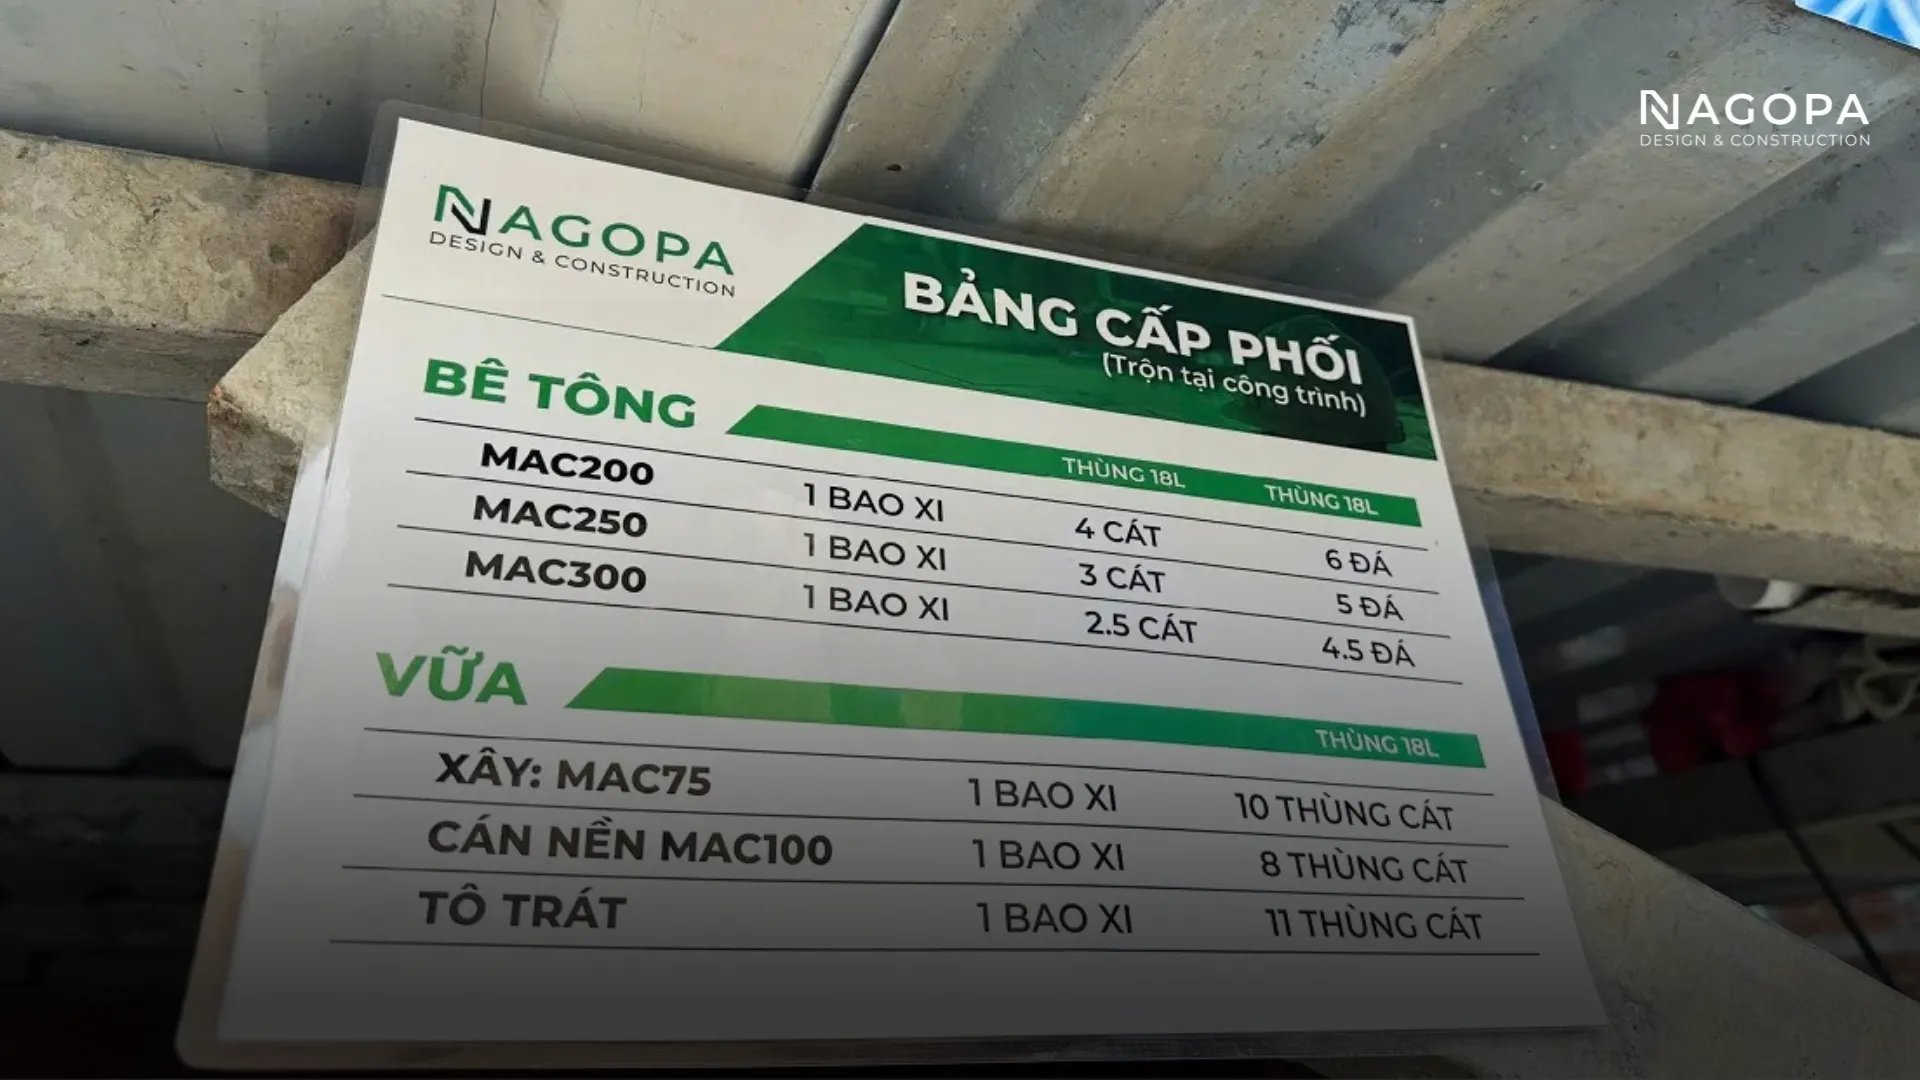 NAGOPA
DESIGN & CONSTRUCTION
NAGOPA
DESIGN & CONSTRUCTION
BẢNG CẤP PHỐI
(Trộn tại công trình)
BÊ TÔNG
THÙNG 18L THÙNG 18L
MAC200 1 BAO XI 4 CÁT 6 ĐÁ
MAC250 1 BAO XI 3 CÁT 5 ĐÁ
MAC300 1 BAO XI 2.5 CÁT 4.5 ĐÁ
VỮA
THÙNG 18L
XÂY: MAC75 1 BAO XI 10 THÙNG CÁT
CÁN NỀN MAC100 1 BAO XI 8 THÙNG CÁT
TÔ TRÁT 1 BAO XI 11 THÙNG CÁT